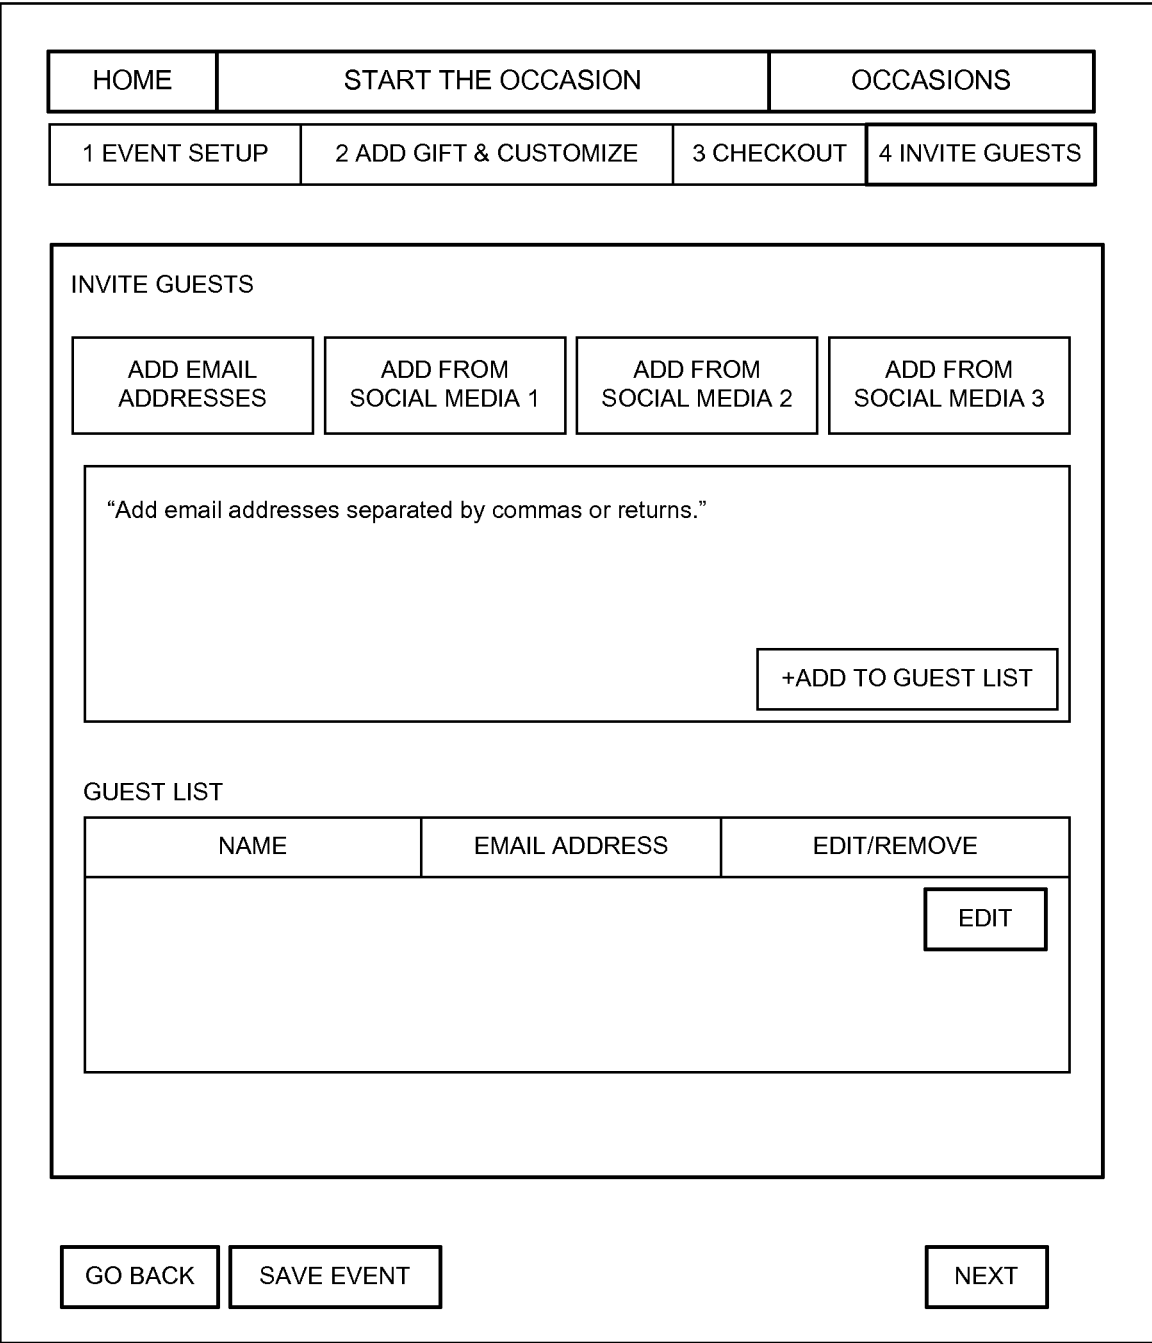 HOME START THE OCCASION OCCASIONS
1 EVENT SETUP 2 ADD GIFT & CUSTOMIZE 3 CHECKOUT 4 INVITE GUESTS
INVITE GUESTS
ADD EMAIL
ADDRESSES
ADD FROM
SOCIAL MEDIA 1
ADD FROM
SOCIAL MEDIA 2
ADD FROM
SOCIAL MEDIA 3
“Add email addresses separated by commas or returns.”
+ADD TO GUEST LIST
GUEST LIST
NAME EMAIL ADDRESS EDIT/REMOVE
EDIT
GO BACK SAVE EVENT NEXT